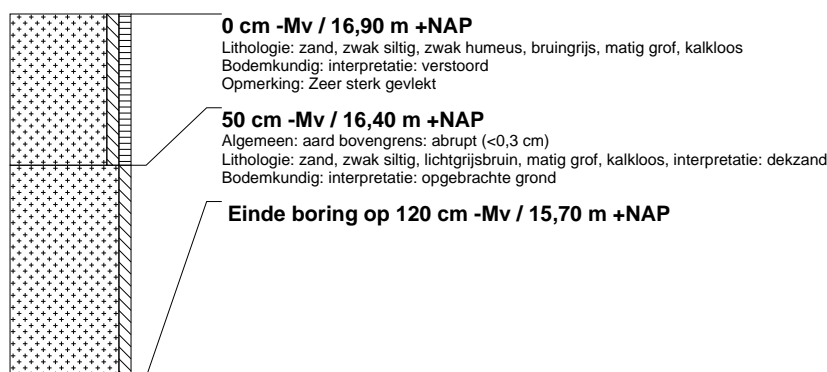 0 cm -Mv / 16,90 m +NAP
Lithologie: zand, zwak siltig, zwak humeus, bruingrijs, matig grof, kalkloos
Bodemkundig: interpretatie: verstoord
Opmerking: Zeer sterk gevlekt
50 cm -Mv / 16,40 m +NAP
Algemeen: aard bovengrens: abrupt (<0,3 cm)
Lithologie: zand, zwak siltig, lichtgrijsbruin, matig grof, kalkloos, interpretatie: dekzand
Bodemkundig: interpretatie: opgebrachte grond
Einde boring op 120 cm -Mv / 15,70 m +NAP